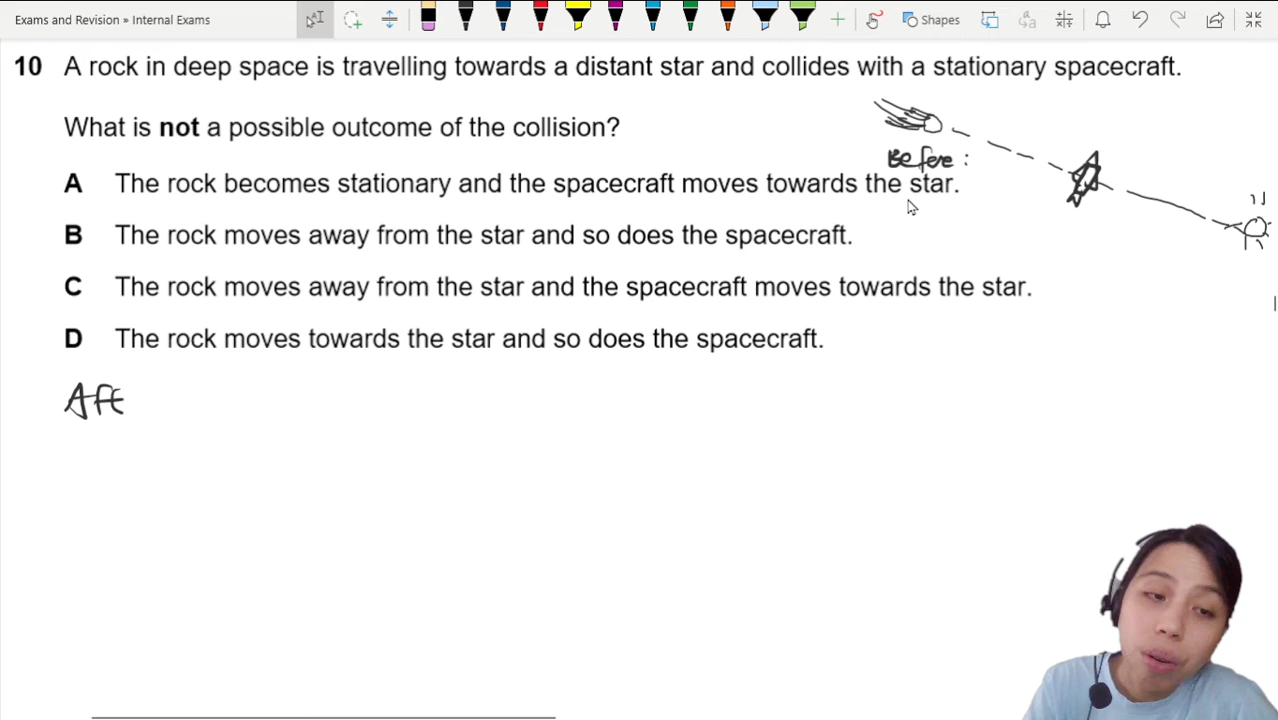 Exams and Revision » Internal Exams
Shapes
10 A rock in deep space is travelling towards a distant star and collides with a stationary spacecraft.
What is not a possible outcome of the collision?
Before:
A The rock becomes stationary and the spacecraft moves towards the star.
B The rock moves away from the star and so does the spacecraft.
C The rock moves away from the star and the spacecraft moves towards the star.
D The rock moves towards the star and so does the spacecraft.
Aft